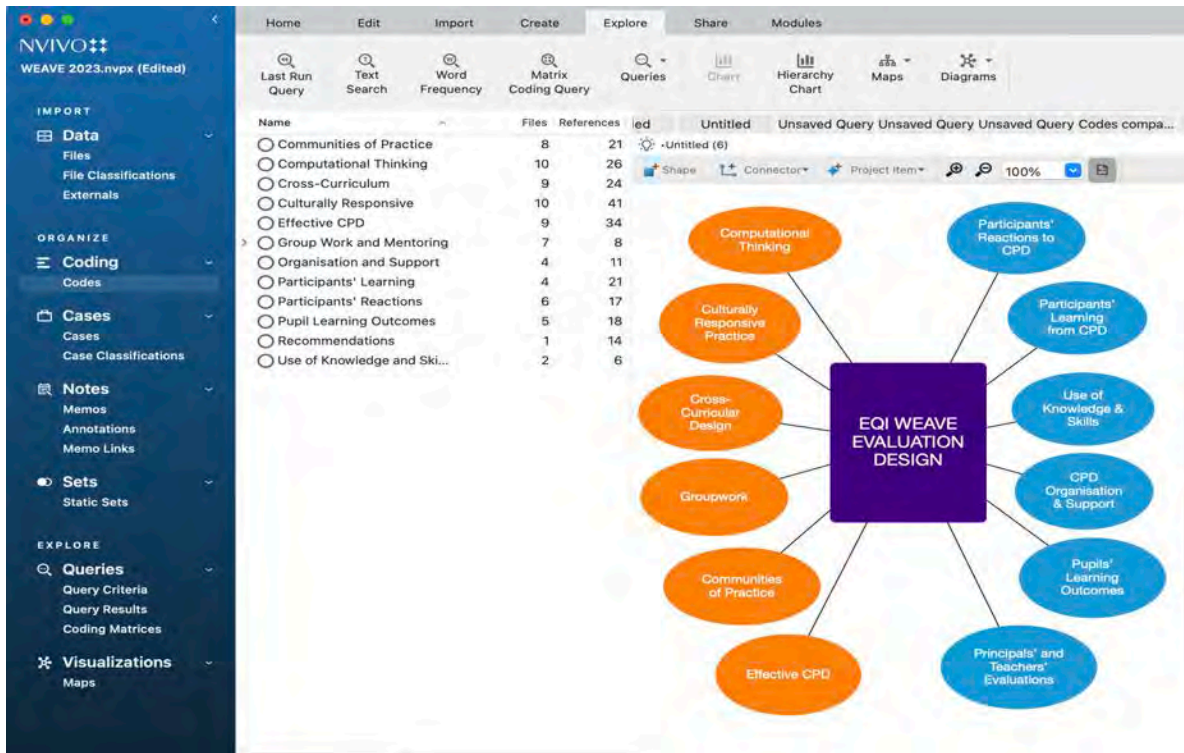 Home Edit Import Create Explore Share Modules
NVIVO
WEAVE 2023.nvpx (Edited)
Last Run Query
Text Search
Word Frequency
Matrix Coding Query
Queries
Chart
Hierarchy Chart
Maps
Diagrams
IMPORT
Data
Files
File Classifications
Externals
ORGANIZE
Coding
Codes
Cases
Cases
Case Classifications
Notes
Memos
Annotations
Memo Links
Sets
Static Sets
EXPLORE
Queries
Query Criteria
Query Results
Coding Matrices
Visualizations
Maps
Name Files References
Communities of Practice 8 21
Computational Thinking 10 26
Cross-Curriculum 9 24
Culturally Responsive 10 41
Effective CPD 9 34
Group Work and Mentoring 7 8
Organisation and Support 4 11
Participants' Learning 4 21
Participants' Reactions 6 17
Pupil Learning Outcomes 5 18
Recommendations 1 14
Use of Knowledge and Ski... 2 6
led Untitled Unsaved Query Unsaved Query Unsaved Query Codes compa...
Untitled (6)
Shape Connector Project Item 100%
Computational
Thinking
Culturally
Responsive
Practice
Cross-
Curricular
Design
Groupwork
Communities
of Practice
Effective CPD
EQI WEAVE
EVALUATION
DESIGN
Participants'
Reactions to
CPD
Participants'
Learning
from CPD
Use of
Knowledge &
Skills
CPD
Organisation
& Support
Pupils'
Learning
Outcomes
Principals' and
Teachers'
Evaluations